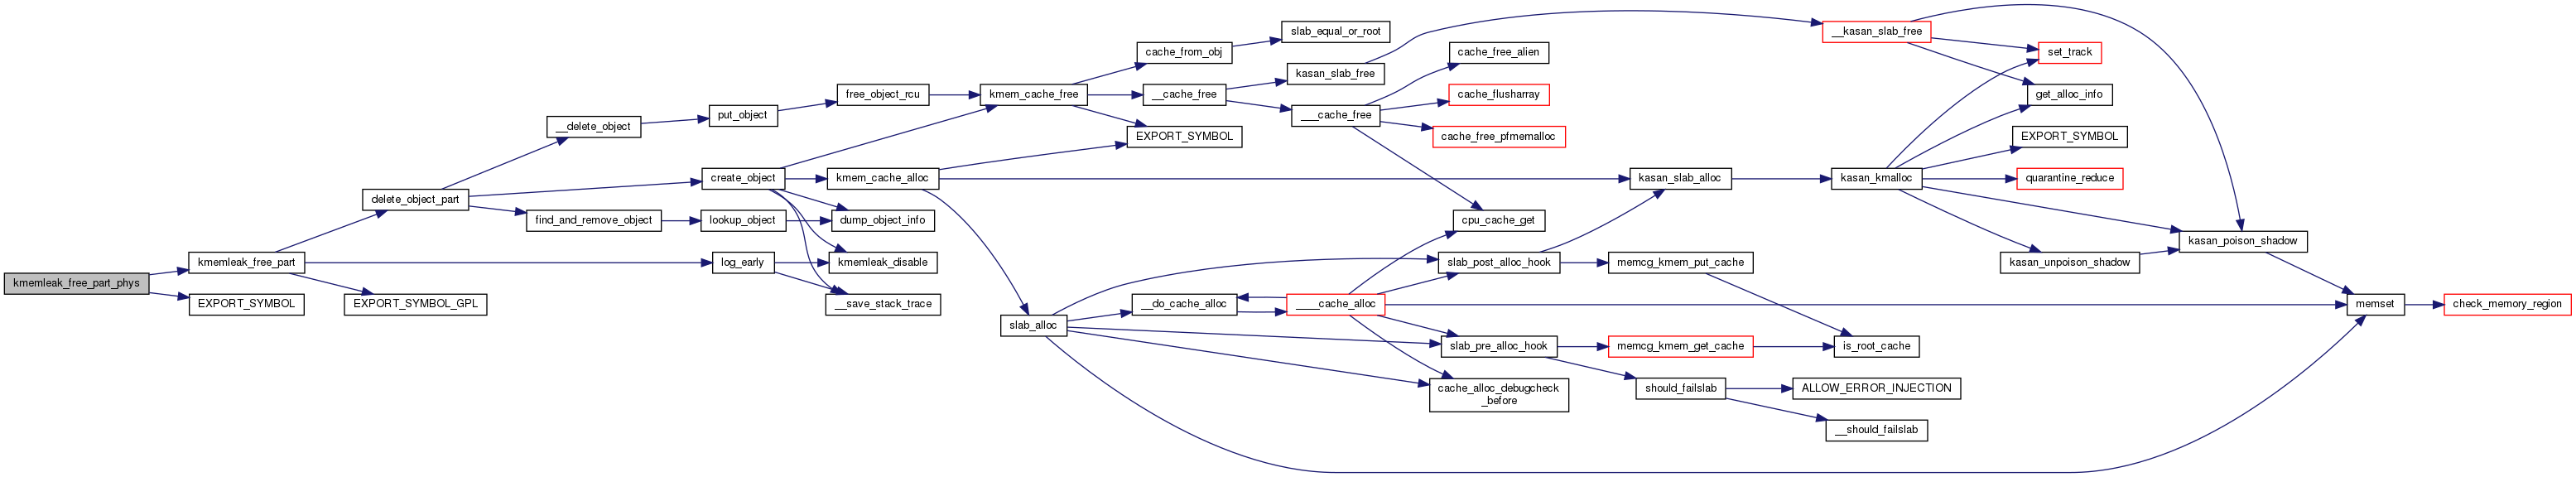 kmemleak_free_part_phys
kmemleak_free_part
EXPORT_SYMBOL
delete_object_part
EXPORT_SYMBOL_GPL
__delete_object
find_and_remove_object
put_object
create_object
lookup_object
log_early
free_object_rcu
kmem_cache_alloc
dump_object_info
kmemleak_disable
__save_stack_trace
kmem_cache_free
slab_alloc
cache_from_obj
__cache_free
EXPORT_SYMBOL
__do_cache_alloc
slab_equal_or_root
kasan_slab_free
___cache_free
____cache_alloc
cache_free_alien
cache_flusharray
cache_free_pfmemalloc
cpu_cache_get
slab_post_alloc_hook
slab_pre_alloc_hook
cache_alloc_debugcheck
_before
kasan_slab_alloc
memcg_kmem_put_cache
memcg_kmem_get_cache
should_failslab
__kasan_slab_free
kasan_kmalloc
is_root_cache
ALLOW_ERROR_INJECTION
__should_failslab
set_track
get_alloc_info
EXPORT_SYMBOL
quarantine_reduce
kasan_unpoison_shadow
kasan_poison_shadow
memset
check_memory_region